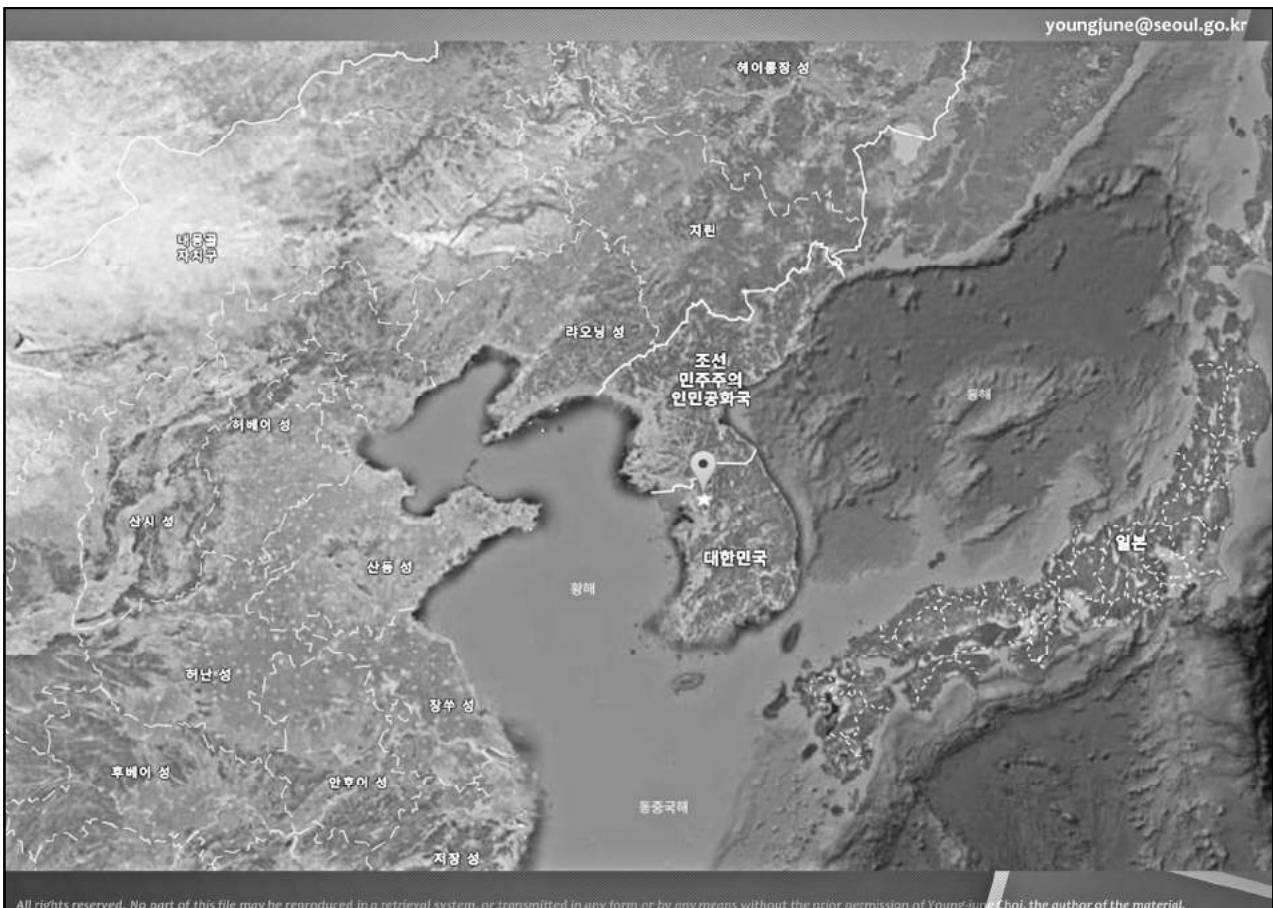 youngjune@seoul.go.kr
헤이룽장 성
지린
내몽골
자치구
랴오닝 성
조선
민주주의
인민공화국
동해
허베이 성
산시 성
일본
대한민국
산둥 성
황해
허난 성
장쑤 성
후베이 성
안후이 성
동중국해
저장 성
All rights reserved. No part of this file may be reproduced in a retrieval system, or transmitted in any form or by any means without the prior permission of Young-june Choi, the author of the material.